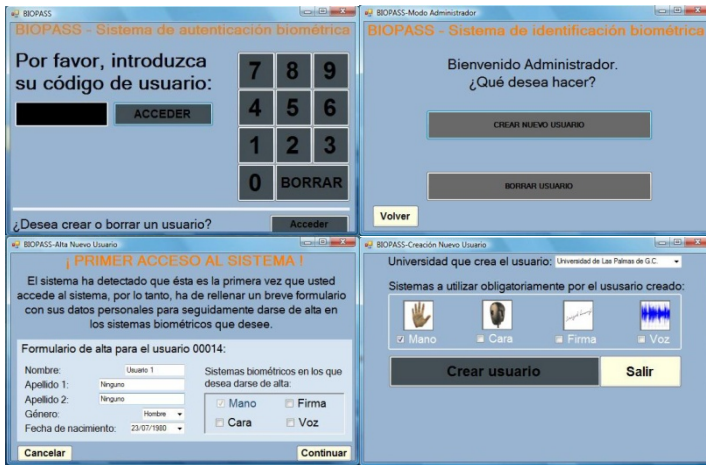 BIOPASS
BIOPASS - Sistema de autenticación biométrica
Por favor, introduzca
su código de usuario:
ACCEDER
7 8 9
4 5 6
1 2 3
0 BORRAR
¿Desea crear o borrar un usuario?
Acceder
BIOPASS-Modo Administrador
BIOPASS - Sistema de identificación biométrica
Bienvenido Administrador.
¿Qué desea hacer?
CREAR NUEVO USUARIO
BORRAR USUARIO
Volver
BIOPASS-Alta Nuevo Usuario
¡ PRIMER ACCESO AL SISTEMA !
El sistema ha detectado que ésta es la primera vez que usted
accede al sistema, por lo tanto, ha de rellenar un breve formulario
con sus datos personales para seguidamente darse de alta en
los sistemas biométricos que desee.
Formulario de alta para el usuario 00014:
Nombre: Usuario 1
Apellido 1: Ninguno
Apellido 2: Ninguno
Género: Hombre
Fecha de nacimiento: 23/07/1980
Sistemas biométricos en los que
desea darse de alta:
Mano Firma
Cara Voz
Cancelar
Continuar
BIOPASS-Creación Nuevo Usuario
Universidad que crea el usuario: Universidad de Las Palmas de G.C.
Sistemas a utilizar obligatoriamente por el ususario creado:
Mano Cara Firma Voz
Crear usuario
Salir